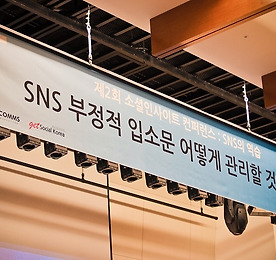 제2회 소셜인사이트 컨퍼런스 : SNS의 역습
SNS 부정적 입소문 어떻게 관리할 것
COMMS
get social Korea